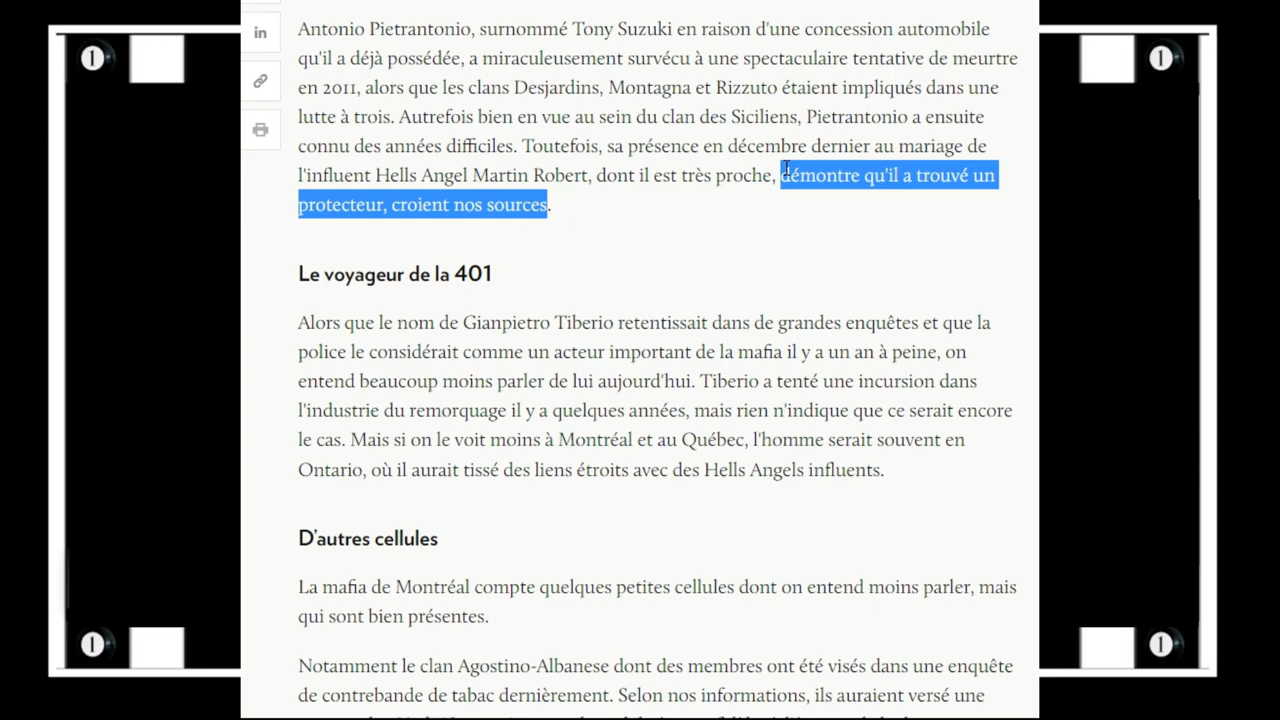 Antonio Pietrantonio, surnommé Tony Suzuki en raison d'une concession automobile
qu'il a déjà possédée, a miraculeusement survécu à une spectaculaire tentative de meurtre
en 2011, alors que les clans Desjardins, Montagna et Rizzuto étaient impliqués dans une
lutte à trois. Autrefois bien en vue au sein du clan des Siciliens, Pietrantonio a ensuite
connu des années difficiles. Toutefois, sa présence en décembre dernier au mariage de
l'influent Hells Angel Martin Robert, dont il est très proche, démontre qu'il a trouvé un
protecteur, croient nos sources.
Le voyageur de la 401
Alors que le nom de Gianpietro Tiberio retentissait dans de grandes enquêtes et que la
police le considérait comme un acteur important de la mafia il y a un an à peine, on
entend beaucoup moins parler de lui aujourd'hui. Tiberio a tenté une incursion dans
l'industrie du remorquage il y a quelques années, mais rien n'indique que ce serait encore
le cas. Mais si on le voit moins à Montréal et au Québec, l'homme serait souvent en
Ontario, où il aurait tissé des liens étroits avec des Hells Angels influents.
D'autres cellules
La mafia de Montréal compte quelques petites cellules dont on entend moins parler, mais
qui sont bien présentes.
Notamment le clan Agostino-Albanese dont des membres ont été visés dans une enquête
de contrebande de tabac dernièrement. Selon nos informations, ils auraient versé une
in
1
1
1
1